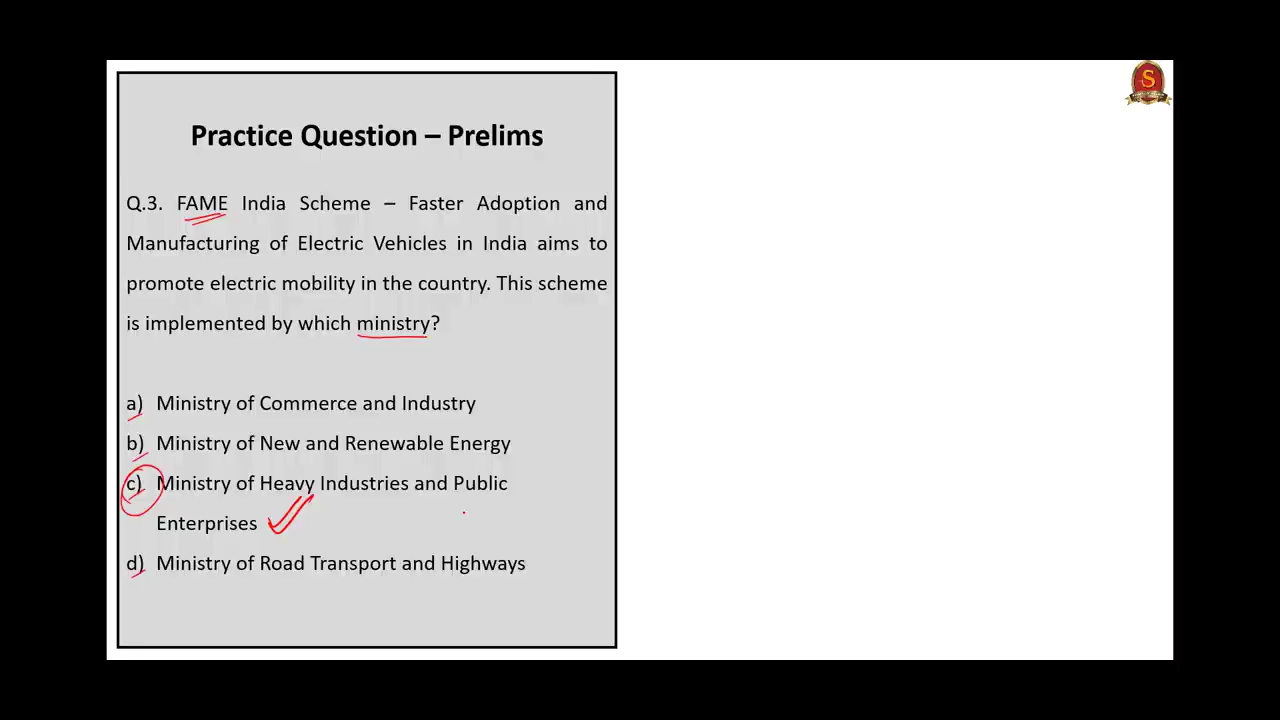 Practice Question – Prelims
Q.3. FAME India Scheme – Faster Adoption and
Manufacturing of Electric Vehicles in India aims to
promote electric mobility in the country. This scheme
is implemented by which ministry?
a) Ministry of Commerce and Industry
b) Ministry of New and Renewable Energy
c) Ministry of Heavy Industries and Public
Enterprises
d) Ministry of Road Transport and Highways
S